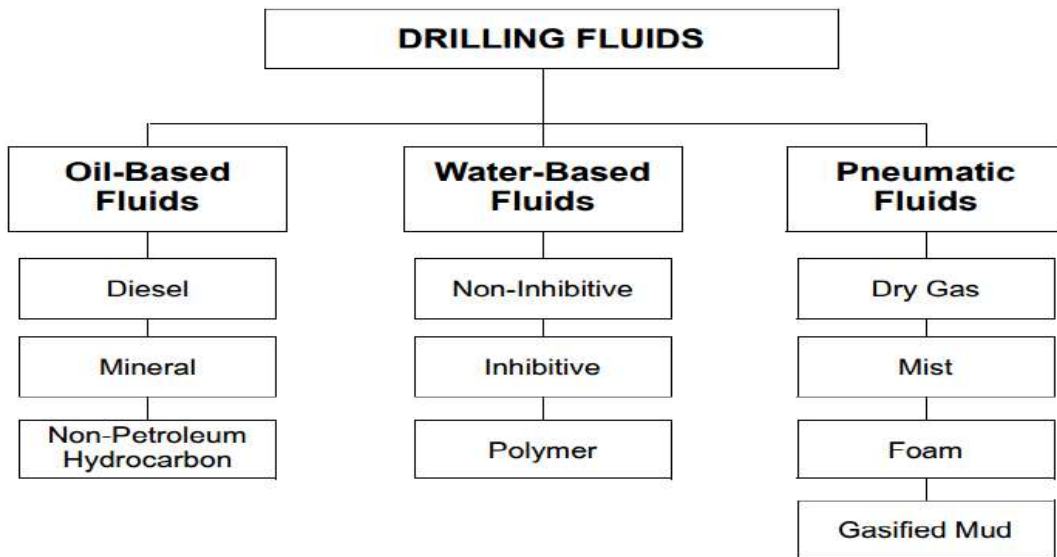 DRILLING FLUIDS
Oil-Based
Fluids
Water-Based
Fluids
Pneumatic
Fluids
Diesel
Non-Inhibitive
Dry Gas
Mineral
Inhibitive
Mist
Non-Petroleum
Hydrocarbon
Polymer
Foam
Gasified Mud